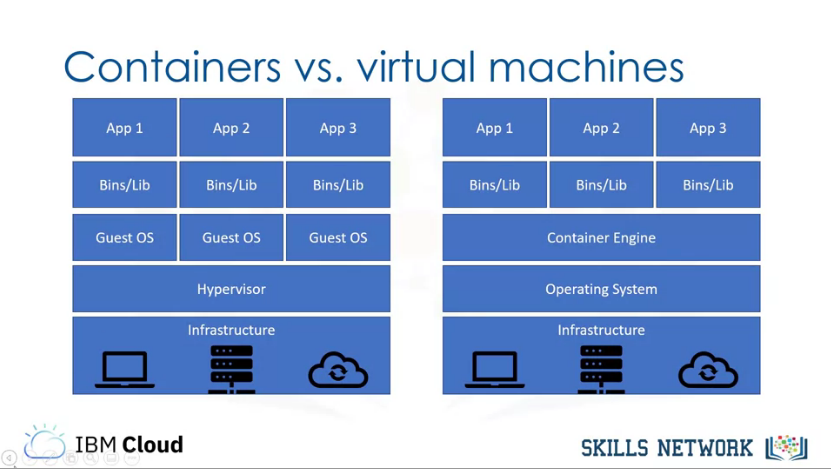 Containers vs. virtual machines
App 1 App 2 App 3
Bins/Lib Bins/Lib Bins/Lib
Guest OS Guest OS Guest OS
Hypervisor
Infrastructure
App 1 App 2 App 3
Bins/Lib Bins/Lib Bins/Lib
Container Engine
Operating System
Infrastructure
IBM Cloud
SKILLS NETWORK